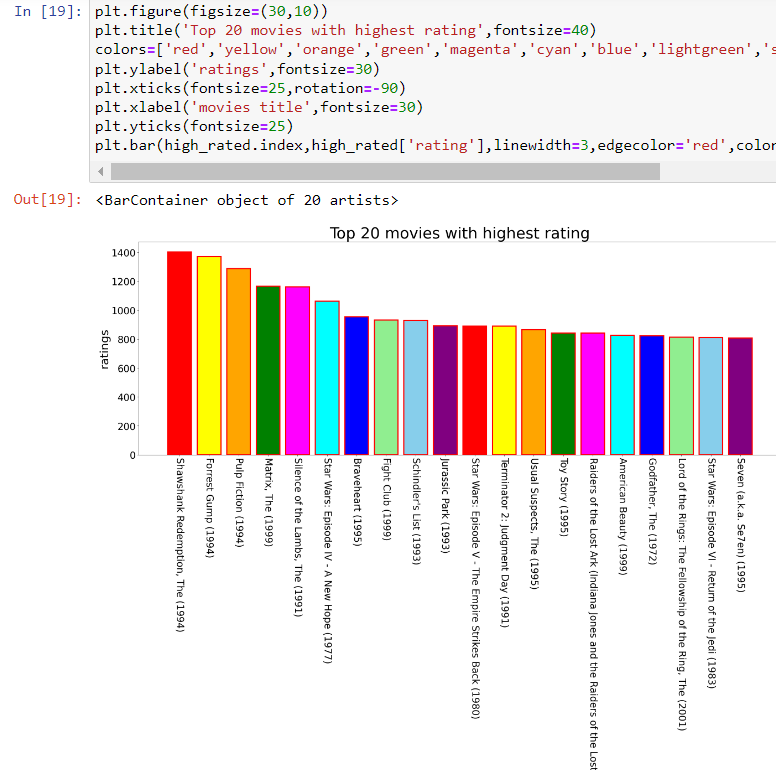 In [19]: plt.figure(figsize=(30,10))
plt.title('Top 20 movies with highest rating',fontsize=40)
colors=['red','yellow','orange','green','magenta','cyan','blue','lightgreen','s
plt.ylabel('ratings',fontsize=30)
plt.xticks(fontsize=25,rotation=-90)
plt.xlabel('movies title',fontsize=30)
plt.yticks(fontsize=25)
plt.bar(high_rated.index,high_rated['rating'],linewidth=3,edgecolor='red',color
Out[19]: <BarContainer object of 20 artists>
Top 20 movies with highest rating
ratings
1400
1200
1000
800
600
400
200
0
Shawshank Redemption, The (1994)
Forrest Gump (1994)
Pulp Fiction (1994)
Matrix, The (1999)
Silence of the Lambs, The (1991)
Star Wars: Episode IV - A New Hope (1977)
Braveheart (1995)
Fight Club (1999)
Schindler's List (1993)
Jurassic Park (1993)
Star Wars: Episode V - The Empire Strikes Back (1980)
Terminator 2: Judgment Day (1991)
Usual Suspects, The (1995)
Toy Story (1995)
Raiders of the Lost Ark (Indiana Jones and the Raiders of the Lost
American Beauty (1999)
Godfather, The (1972)
Lord of the Rings: The Fellowship of the Ring, The (2001)
Star Wars: Episode VI - Return of the Jedi (1983)
Seven (a.k.a. Se7en) (1995)